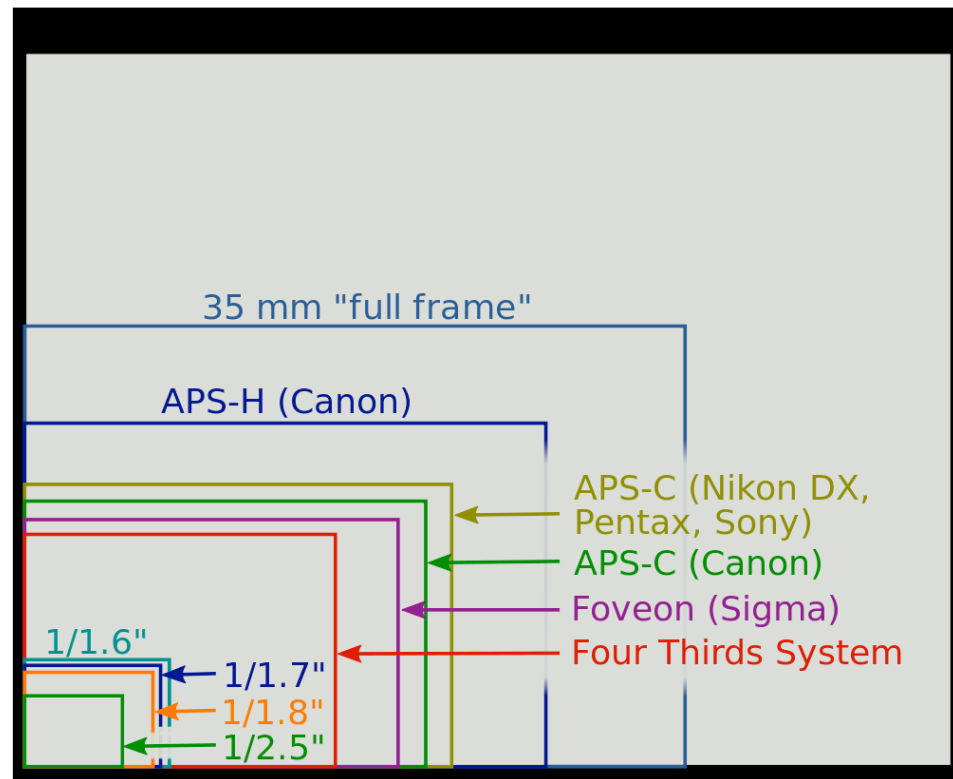 35 mm "full frame"
APS-H (Canon)
APS-C (Nikon DX,
Pentax, Sony)
APS-C (Canon)
Foveon (Sigma)
Four Thirds System
1/1.6"
1/1.7"
1/1.8"
1/2.5"